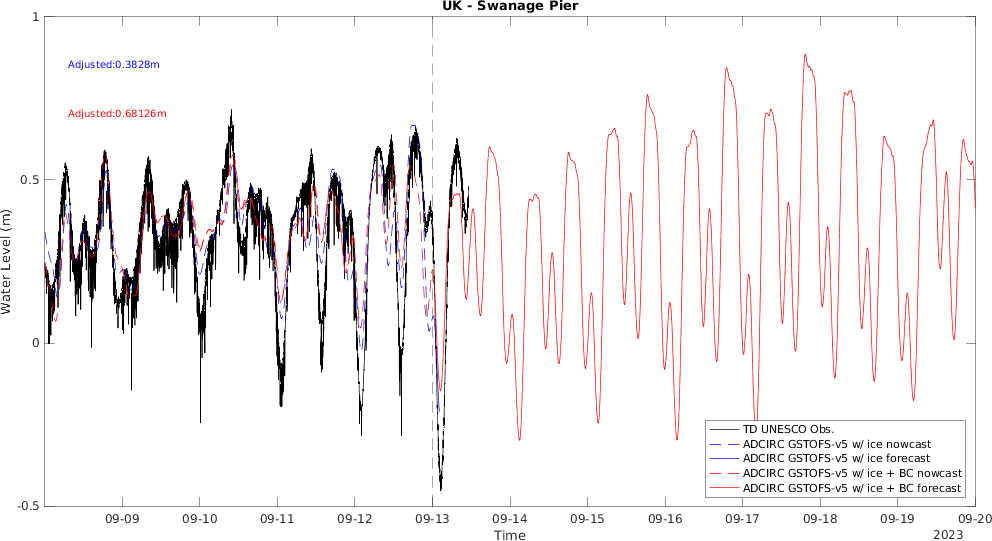 UK - Swanage Pier
1
Adjusted:0.3828m
Adjusted:0.68126m
0.5
Water Level (m)
0
-0.5
TD UNESCO Obs.
ADCIRC GSTOFS-v5 w/ ice nowcast
ADCIRC GSTOFS-v5 w/ ice forecast
ADCIRC GSTOFS-v5 w/ ice + BC nowcast
ADCIRC GSTOFS-v5 w/ ice + BC forecast
09-09 09-10 09-11 09-12 09-13 09-14 09-15 09-16 09-17 09-18 09-19 09-20
Time
2023